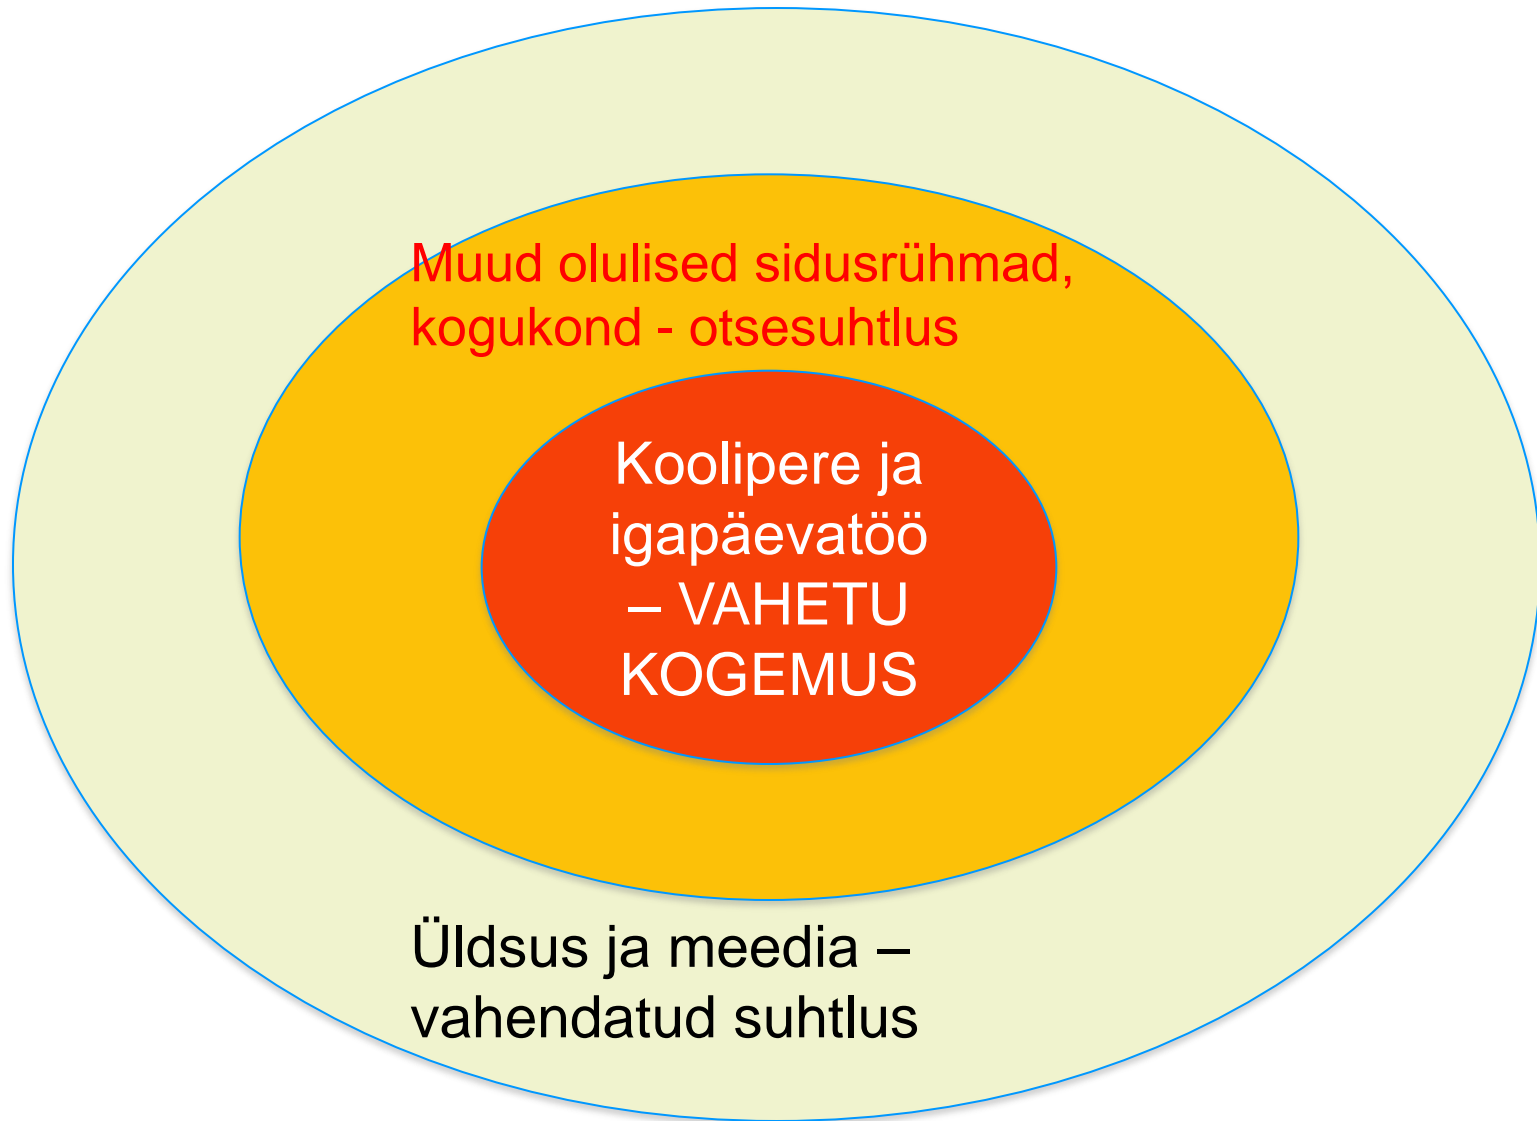 Muud olulised sidusrühmad,
kogukond - otsesuhtlus
Koolipere ja
igapäevatöö
– VAHETU
KOGEMUS
Üldsus ja meedia –
vahendatud suhtlus